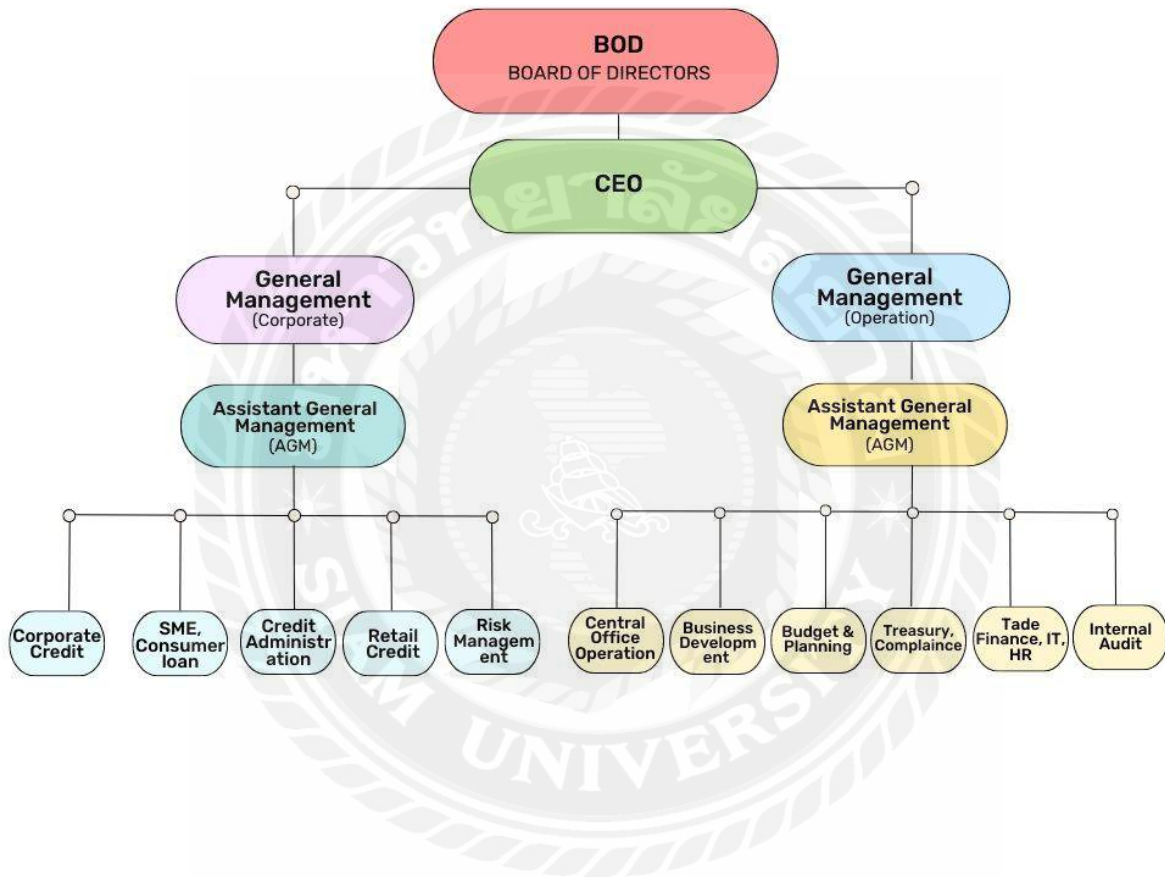 BOD
BOARD OF DIRECTORS
CEO
General
Management
(Corporate)
General
Management
(Operation)
Assistant General
Management
(AGM)
Assistant General
Management
(AGM)
Corporate
Credit
SME,
Consumer
loan
Credit
Administr
ation
Retail
Credit
Risk
Managem
ent
Central
Office
Operation
Business
Developm
ent
Budget &
Planning
Treasury,
Complaince
Tade
Finance, IT,
HR
Internal
Audit
SIAM UNIVERSITY